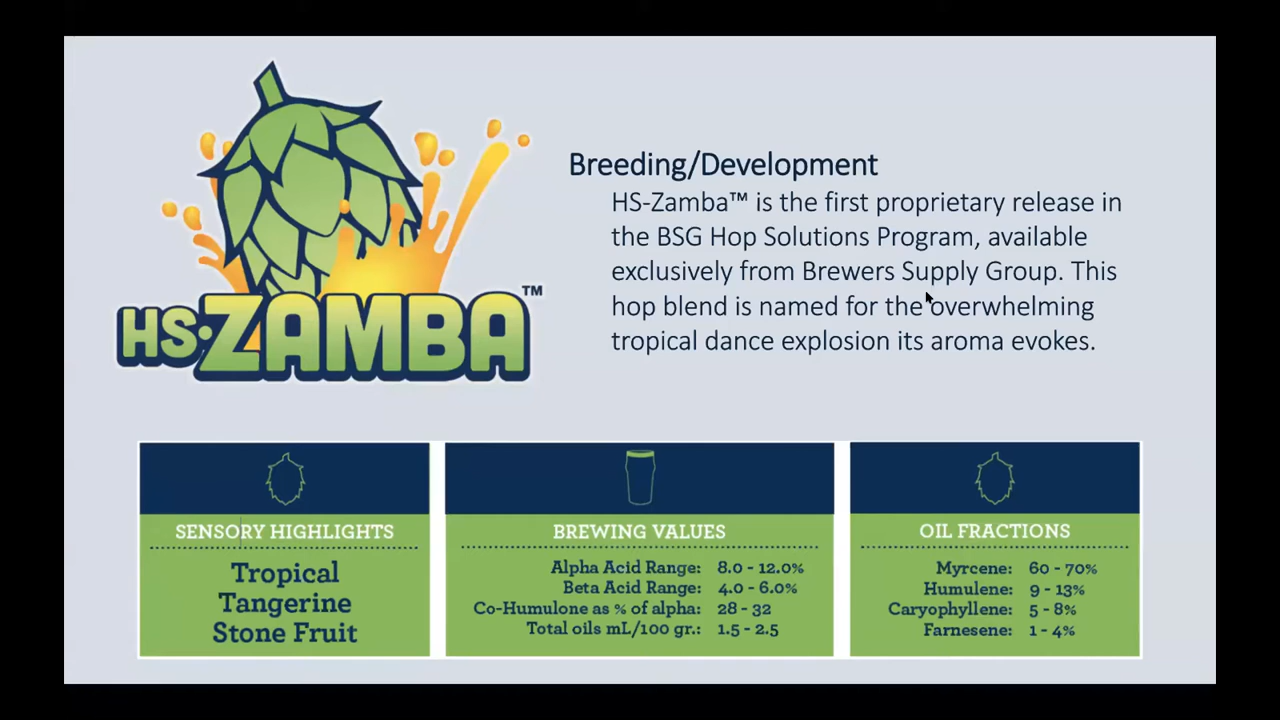 HS·ZAMBA™
Breeding/Development
HS-Zamba™ is the first proprietary release in
the BSG Hop Solutions Program, available
exclusively from Brewers Supply Group. This
hop blend is named for the overwhelming
tropical dance explosion its aroma evokes.
SENSORY HIGHLIGHTS
Tropical
Tangerine
Stone Fruit
BREWING VALUES
Alpha Acid Range: 8.0 - 12.0%
Beta Acid Range: 4.0 - 6.0%
Co-Humulone as % of alpha: 28 - 32
Total oils mL/100 gr.: 1.5 - 2.5
OIL FRACTIONS
Myrcene: 60 - 70%
Humulene: 9 - 13%
Caryophyllene: 5 - 8%
Farnesene: 1 - 4%